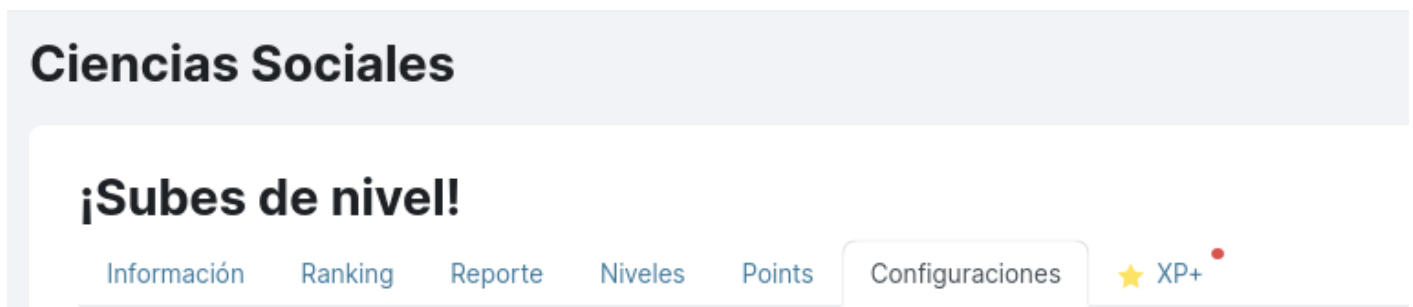 Ciencias Sociales
¡Subes de nivel!
Información Ranking Reporte Niveles Points Configuraciones XP+